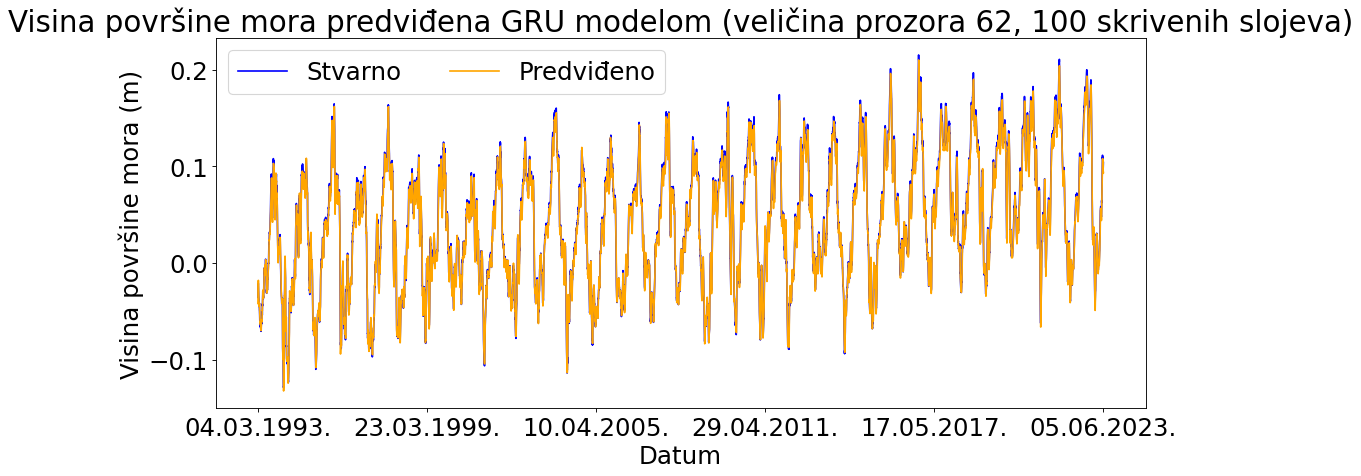 Visina površine mora predviđena GRU modelom (veličina prozora 62, 100 skrivenih slojeva)
Stvarno Predviđeno
Visina površine mora (m)
0.2
0.1
0.0
−0.1
04.03.1993. 23.03.1999. 10.04.2005. 29.04.2011. 17.05.2017. 05.06.2023.
Datum